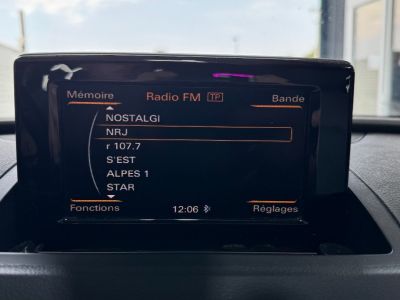 Mémoire Radio FM TP Bande
NOSTALGI
NRJ
r 107.7
S'EST
ALPES 1
STAR
Fonctions 12:06 Réglages